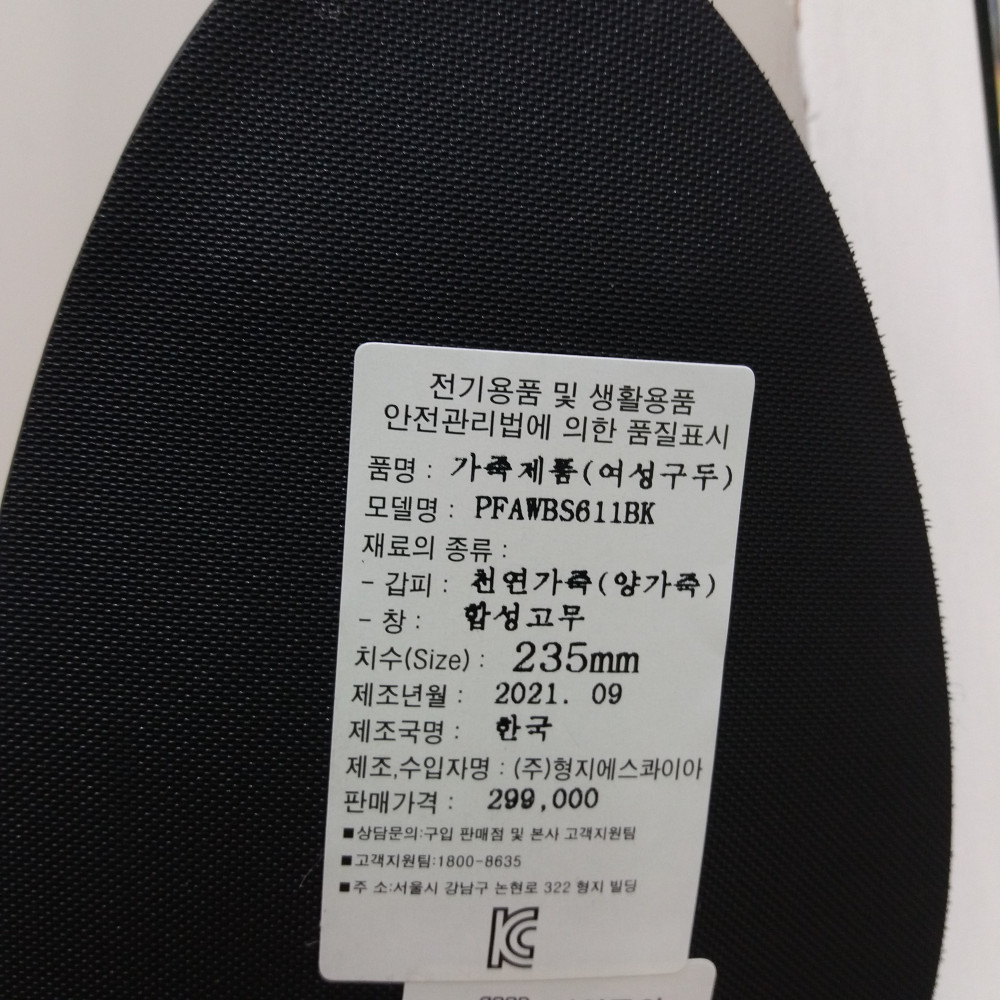 전기용품 및 생활용품
안전관리법에 의한 품질표시
품명 : 가죽제품(여성구두)
모델명 : PFAWBS611BK
재료의 종류 :
- 갑피 : 천연가죽(양가죽)
- 창 : 합성고무
치수(Size) : 235mm
제조년월 : 2021. 09
제조국명 : 한국
제조,수입자명 : (주)형지에스콰이아
판매가격 : 299,000
■상담문의:구입 판매점 및 본사 고객지원팀
■고객지원팀:1800-8635
■주 소:서울시 강남구 논현로 322 형지 빌딩
KC